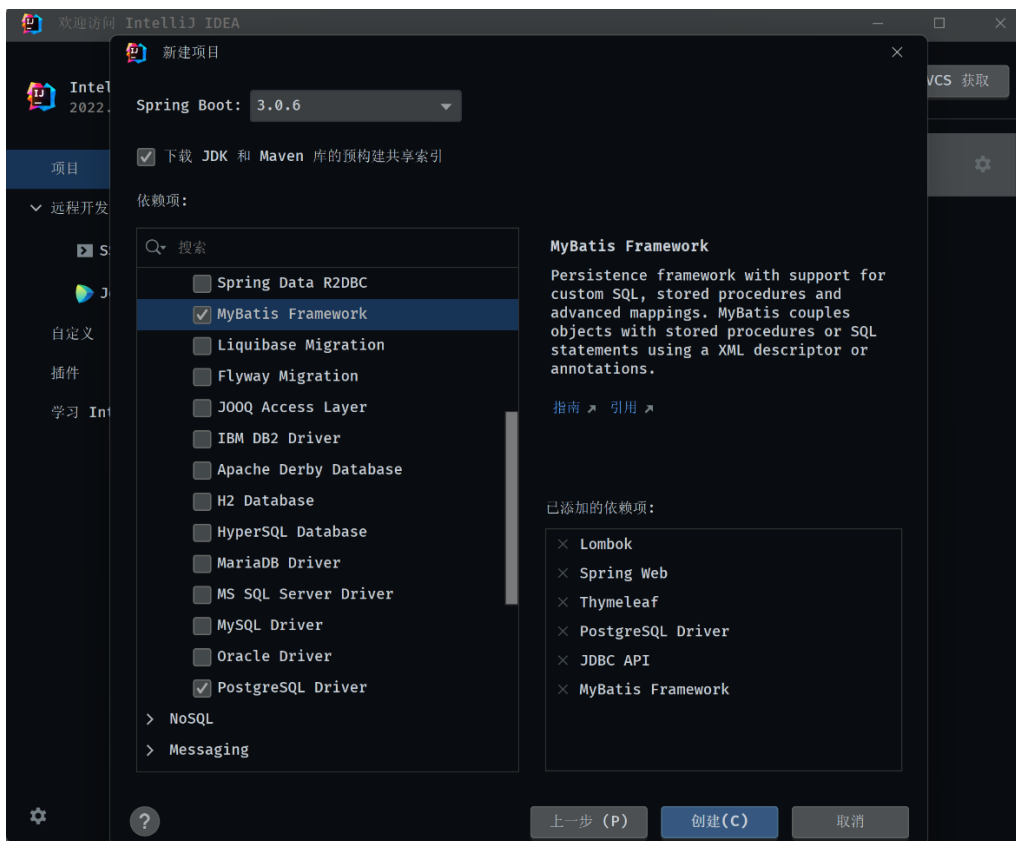 欢迎访问 IntelliJ IDEA
新建项目
Intel
2022.
VCS 获取
Spring Boot: 3.0.6
下载 JDK 和 Maven 库的预构建共享索引
项目
依赖项:
远程开发
搜索
S
J
自定义
插件
学习 Int
Spring Data R2DBC
MyBatis Framework
Liquibase Migration
Flyway Migration
JOOQ Access Layer
IBM DB2 Driver
Apache Derby Database
H2 Database
HyperSQL Database
MariaDB Driver
MS SQL Server Driver
MySQL Driver
Oracle Driver
PostgreSQL Driver
NoSQL
Messaging
MyBatis Framework
Persistence framework with support for
custom SQL, stored procedures and
advanced mappings. MyBatis couples
objects with stored procedures or SQL
statements using a XML descriptor or
annotations.
指南 引用
已添加的依赖项:
Lombok
Spring Web
Thymeleaf
PostgreSQL Driver
JDBC API
MyBatis Framework
?
上一步 (P) 创建(C) 取消